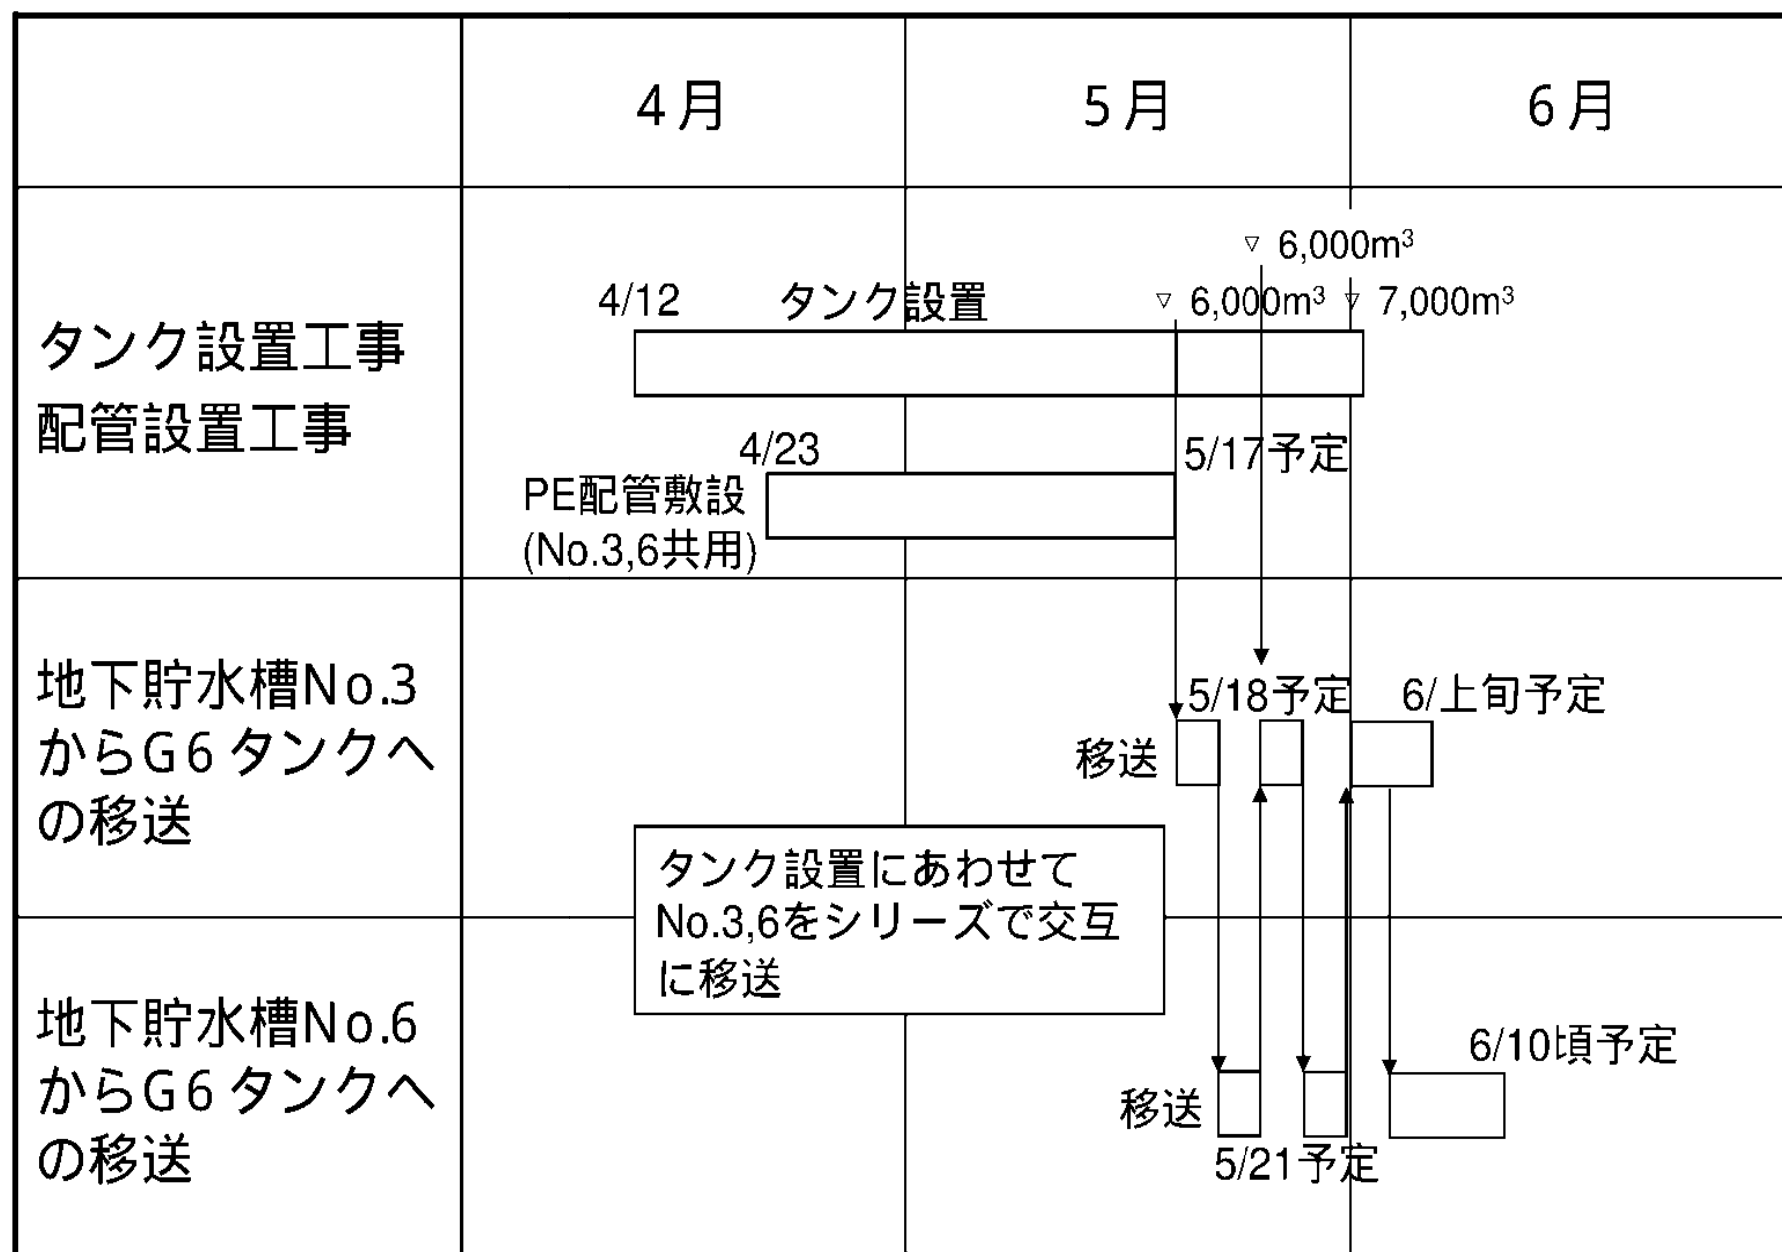 4月 5月 6月
タンク設置工事
配管設置工事
▽ 6,000m³
4/12 タンク設置 ▽ 6,000m³ ▽ 7,000m³
4/23 5/17予定
PE配管敷設
(No.3,6共用)
地下貯水槽No.3
からG6タンクへ
の移送
5/18予定 6/上旬予定
移送
タンク設置にあわせて
No.3,6をシリーズで交互
に移送
地下貯水槽No.6
からG6タンクへ
の移送
6/10頃予定
移送
5/21予定